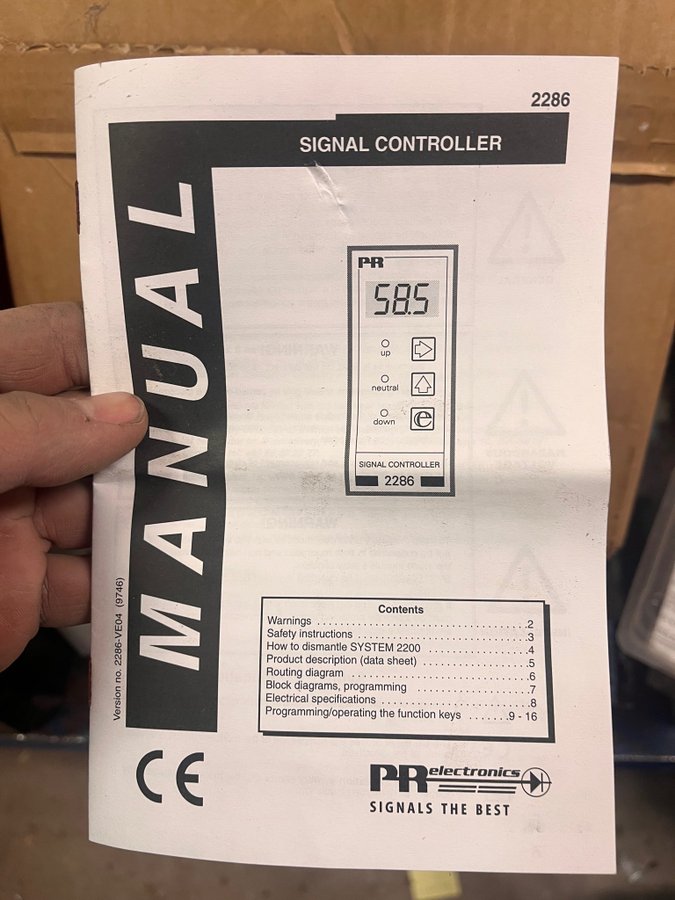 2286
SIGNAL CONTROLLER
MANUAL
PR
58.5
up
neutral
down
e
SIGNAL CONTROLLER
2286
Version no. 2286-VE04 (9746)
Contents
Warnings . . . . . . . . . . . . . . . . . . . . . . . . . . . . . . . . . .2
Safety instructions . . . . . . . . . . . . . . . . . . . . . . . . . . .3
How to dismantle SYSTEM 2200 . . . . . . . . . . . . . . . .4
Product description (data sheet) . . . . . . . . . . . . . . . . .5
Routing diagram . . . . . . . . . . . . . . . . . . . . . . . . . . . .6
Block diagrams, programming . . . . . . . . . . . . . . . . . .7
Electrical specifications . . . . . . . . . . . . . . . . . . . . . . .8
Programming/operating the function keys . . . . . . .9 - 16
CE
PR electronics
SIGNALS THE BEST